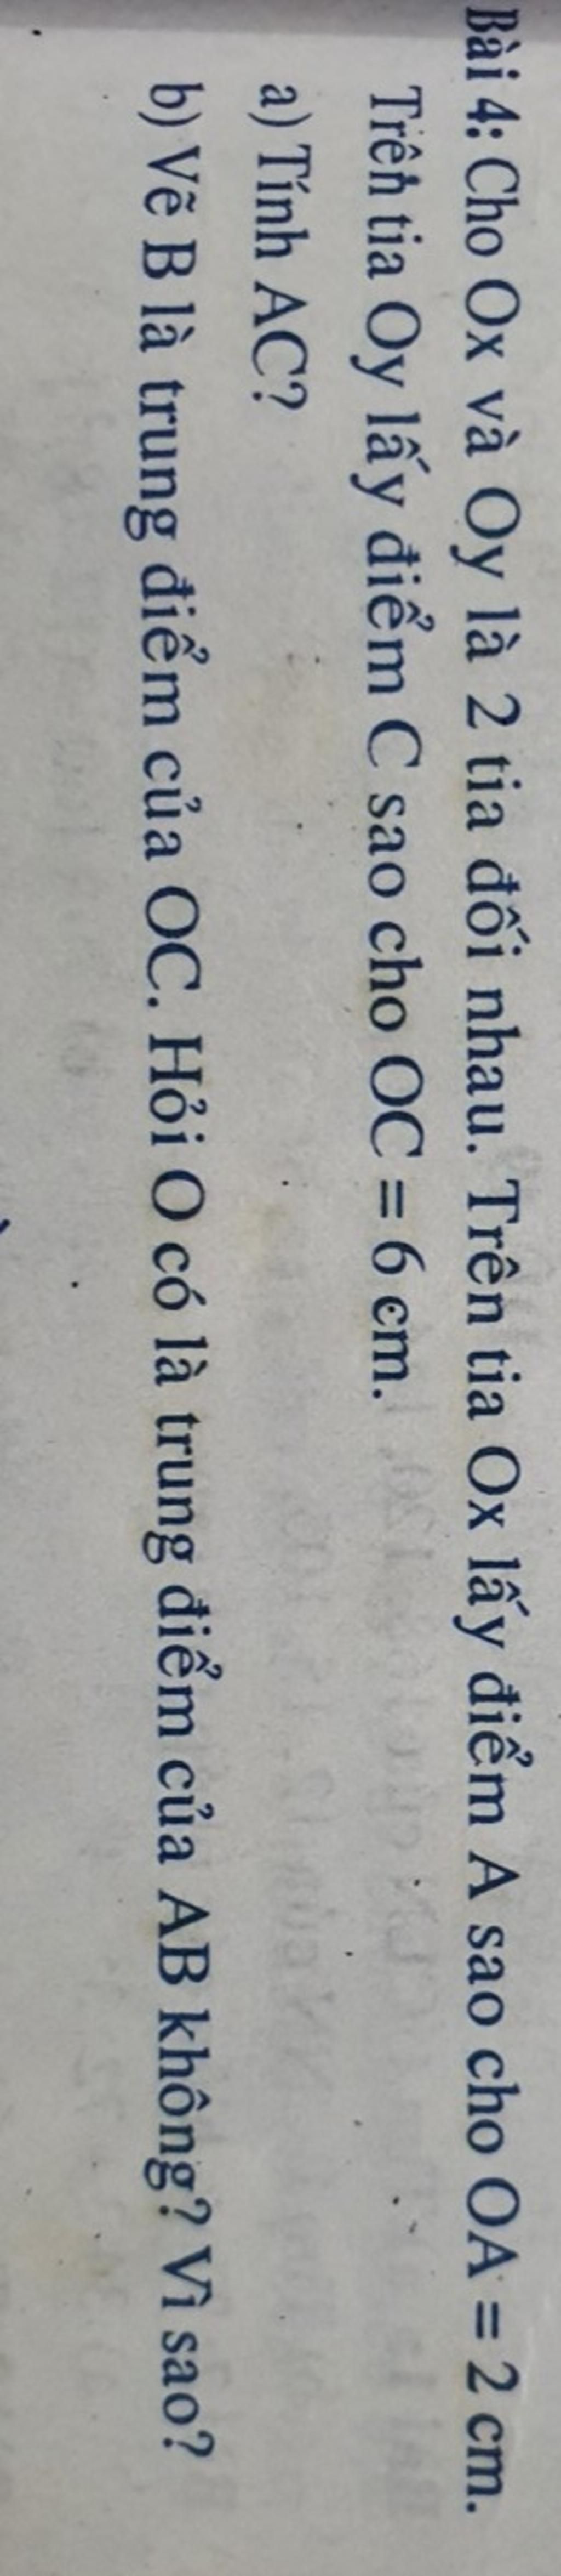 Bài 4: Cho Ox và Oy là 2 tia đối nhau. Trên tia Ox lấy điểm A sao cho OA = 2 cm.
Trên tia Oy lấy điểm C sao cho OC = 6 cm.
a) Tính AC?
b) Vẽ B là trung điểm của OC. Hỏi O có là trung điểm của AB không? Vì sao?